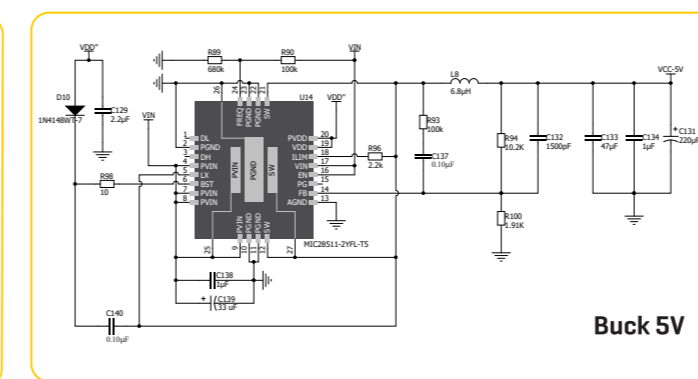 VDD"
D10
1N4148WT-7
C129
2.2µF
VIN
R98
10
C140
0.10µF
R89
680k
R90
100k
VIN
26
24
23
22
21
FREQ
PGND
PGND
SW
U14
VDD"
1
2
3
4
5
6
7
8
DL
PGND
DH
PVIN
LX
BST
PVIN
PVIN
PVIN
PGND
SW
PVDD
VDD
ILIM
VIN
EN
PG
FB
AGND
20
19
18
17
16
15
14
13
PVIN
PGND
PGND
SW
25
9
10
11
12
27
MIC28511-2YFL-T5
R96
2.2k
C138
1µF
+
C139
33 uF
R93
100k
C137
0.10µF
L8
6.8µH
R94
10.2K
R100
1.91K
C132
1500pF
C133
47µF
C134
1µF
VCC-5V
+
C131
220µF
Buck 5V